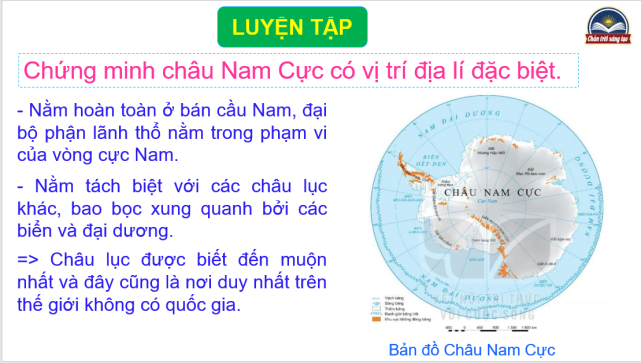 LUYỆN TẬP
Chân trời sáng tạo
Chứng minh châu Nam Cực có vị trí địa lí đặc biệt.
- Nằm hoàn toàn ở bán cầu Nam, đại
bộ phận lãnh thổ nằm trong phạm vi
của vòng cực Nam.
- Nằm tách biệt với các châu lục
khác, bao bọc xung quanh bởi các
biển và đại dương.
=> Châu lục được biết đến muộn
nhất và đây cũng là nơi duy nhất trên
thế giới không có quốc gia.
NAM ĐẠI DƯƠNG
BIỂN
CHÂU NAM CỰC
Cực Nam
NAM ĐẠI DƯƠNG
Bản đồ Châu Nam Cực